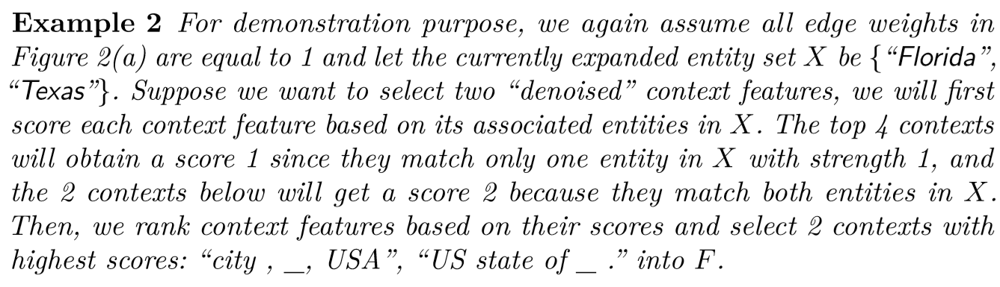 Example 2 For demonstration purpose, we again assume all edge weights in
Figure 2(a) are equal to 1 and let the currently expanded entity set X be {“Florida”,
“Texas”}. Suppose we want to select two “denoised” context features, we will first
score each context feature based on its associated entities in X. The top 4 contexts
will obtain a score 1 since they match only one entity in X with strength 1, and
the 2 contexts below will get a score 2 because they match both entities in X.
Then, we rank context features based on their scores and select 2 contexts with
highest scores: “city , _, USA”, “US state of _ .” into F.